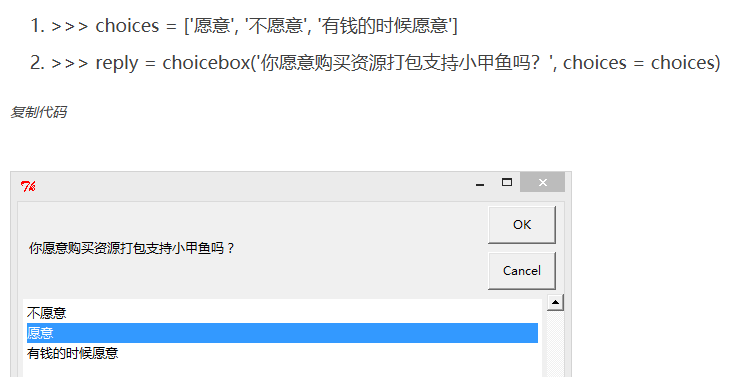 1. >>> choices = ['愿意', '不愿意', '有钱的时候愿意']
2. >>> reply = choicebox('你愿意购买资源打包支持小甲鱼吗？', choices = choices)
复制代码
OK
你愿意购买资源打包支持小甲鱼吗？
Cancel
不愿意
愿意
有钱的时候愿意